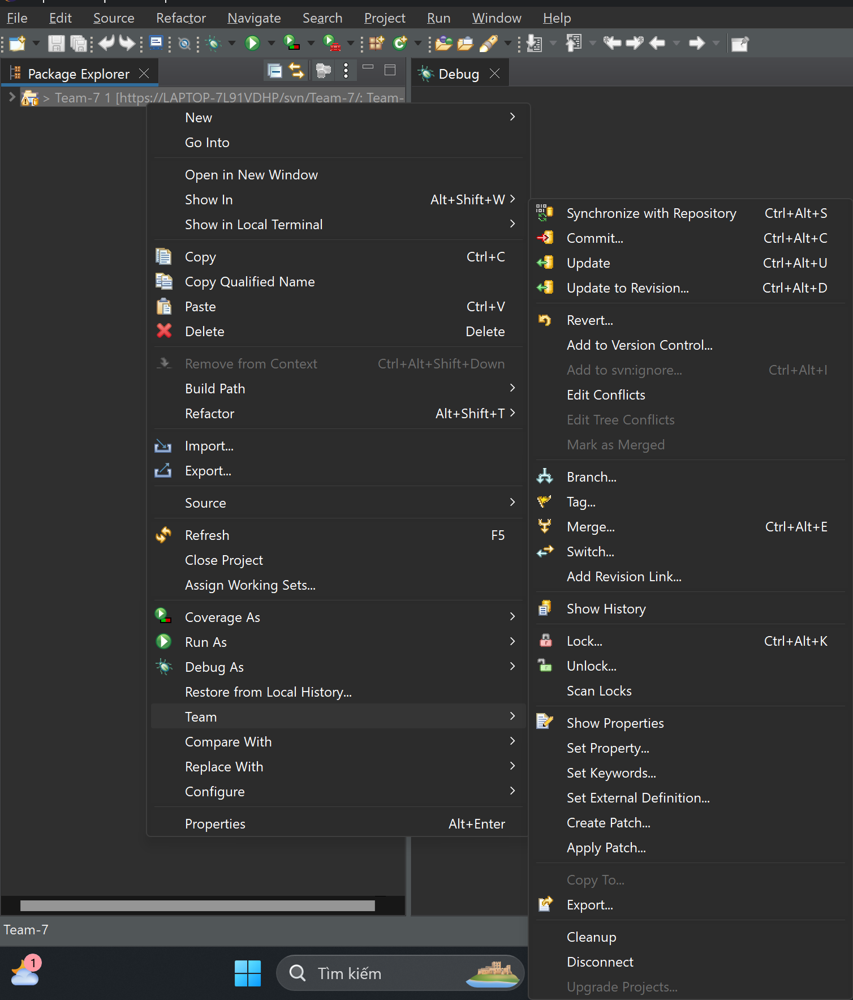 File Edit Source Refactor Navigate Search Project Run Window Help
Package Explorer
Debug
> Team-7 1 [https://LAPTOP-7L91VDHP/svn/Team-7/: Team-
New
Go Into
Open in New Window
Show In Alt+Shift+W
Show in Local Terminal
Copy Ctrl+C
Copy Qualified Name
Paste Ctrl+V
Delete Delete
Remove from Context Ctrl+Alt+Shift+Down
Build Path
Refactor Alt+Shift+T
Import...
Export...
Source
Refresh F5
Close Project
Assign Working Sets...
Coverage As
Run As
Debug As
Restore from Local History...
Team
Compare With
Replace With
Configure
Properties Alt+Enter
Synchronize with Repository Ctrl+Alt+S
Commit... Ctrl+Alt+C
Update Ctrl+Alt+U
Update to Revision... Ctrl+Alt+D
Revert...
Add to Version Control...
Add to svn:ignore... Ctrl+Alt+I
Edit Conflicts
Edit Tree Conflicts
Mark as Merged
Branch...
Tag...
Merge... Ctrl+Alt+E
Switch...
Add Revision Link...
Show History
Lock... Ctrl+Alt+K
Unlock...
Scan Locks
Show Properties
Set Property...
Set Keywords...
Set External Definition...
Create Patch...
Apply Patch...
Copy To...
Export...
Cleanup
Disconnect
Upgrade Projects...
Team-7
1
Tìm kiếm